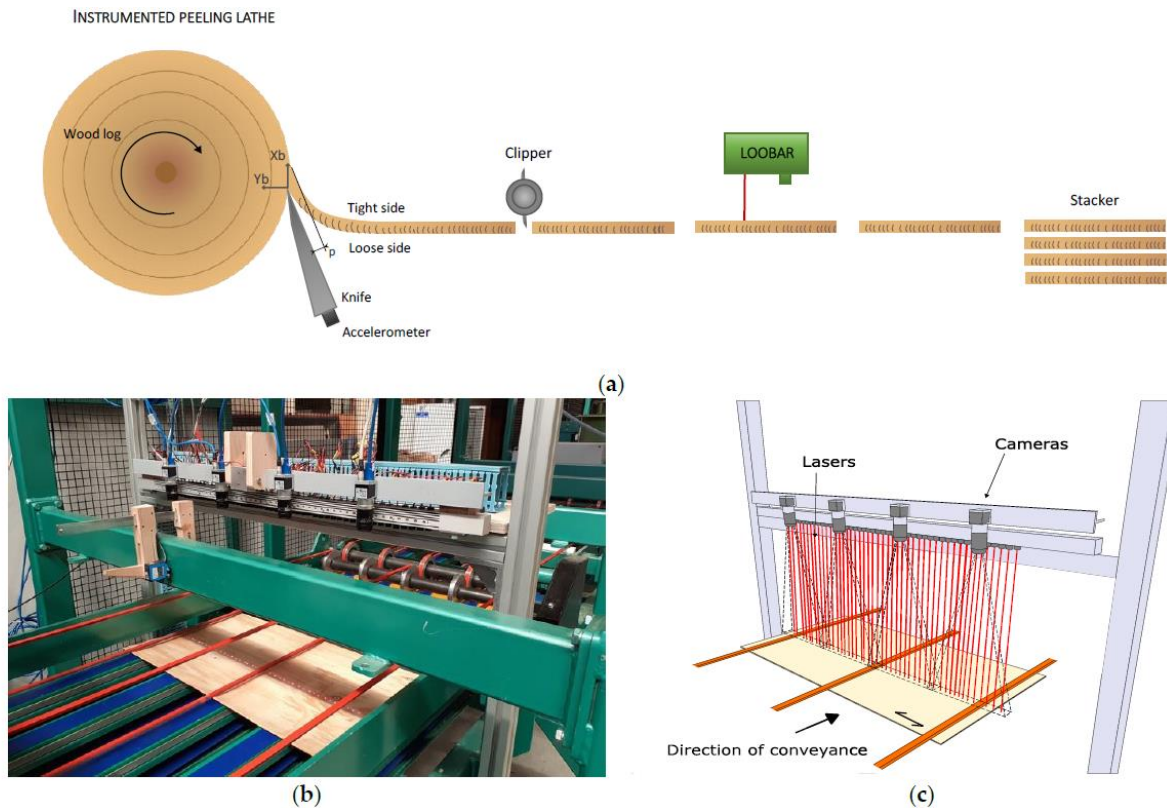 INSTRUMENTED PEELING LATHE
Wood log
Xb
Yb
Tight side
Loose side
p
Knife
Accelerometer
Clipper
LOOBAR
Stacker
(a)
Cameras
Lasers
Direction of conveyance
(b)
(c)